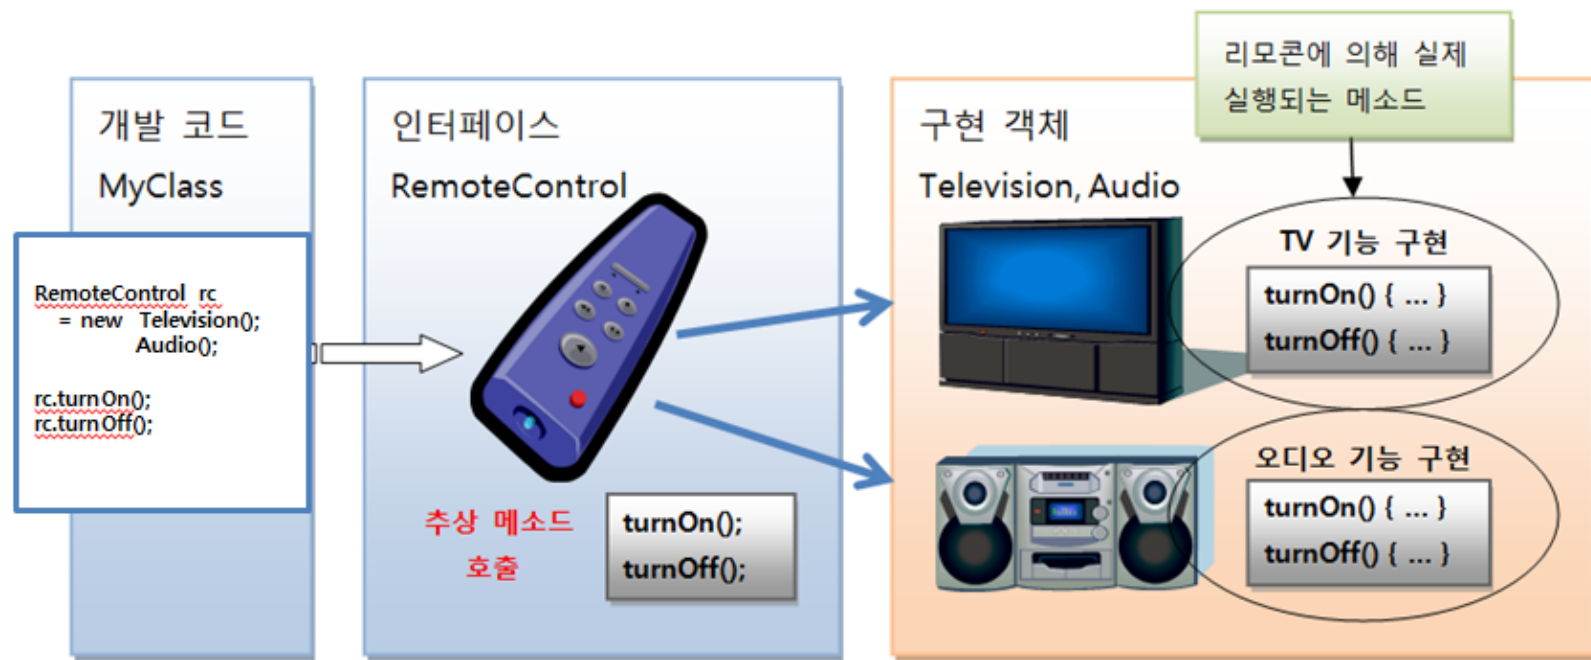 리모콘에 의해 실제
실행되는 메소드
개발 코드
MyClass
RemoteControl rc
= new Television();
Audio();
rc.turnOn();
rc.turnOff();
인터페이스
RemoteControl
추상 메소드
호출
turnOn();
turnOff();
구현 객체
Television, Audio
TV 기능 구현
turnOn() { ... }
turnOff() { ... }
오디오 기능 구현
turnOn() { ... }
turnOff() { ... }